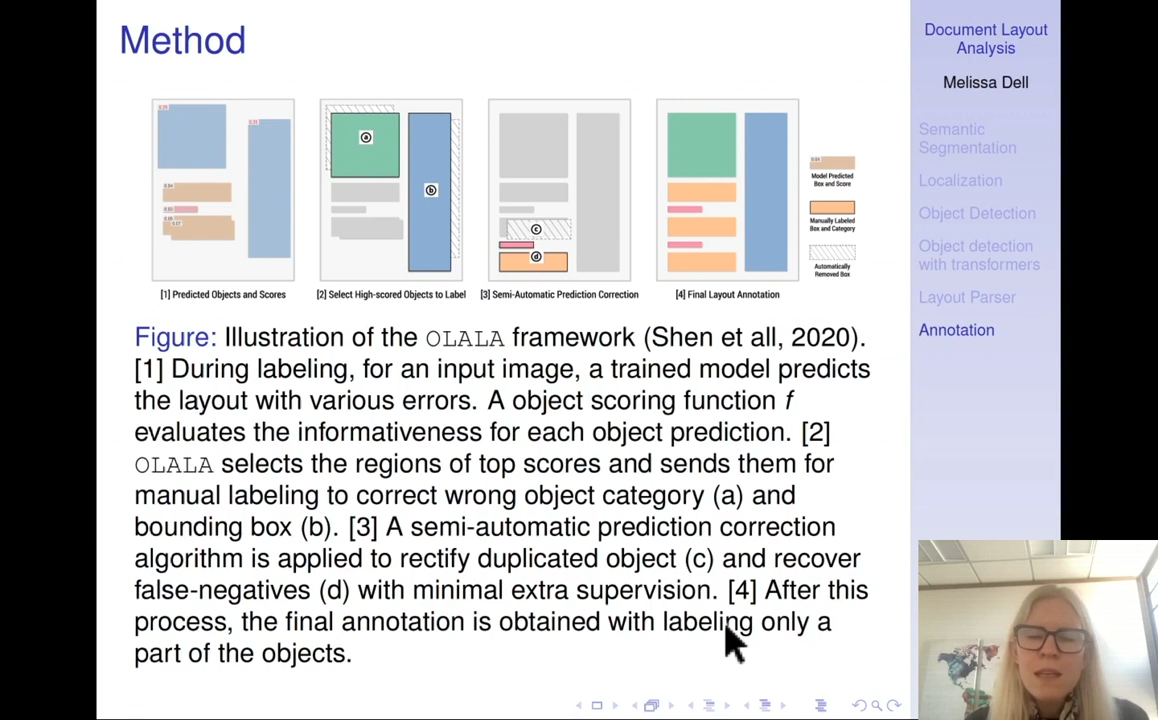 Method
[1] Predicted Objects and Scores
[2] Select High-scored Objects to Label
[3] Semi-Automatic Prediction Correction
[4] Final Layout Annotation
a
b
c
d
Model Predicted
Box and Score
Manually Labeled
Box and Category
Automatically
Removed Box
Figure: Illustration of the OLALA framework (Shen et all, 2020).
[1] During labeling, for an input image, a trained model predicts
the layout with various errors. A object scoring function f
evaluates the informativeness for each object prediction. [2]
OLALA selects the regions of top scores and sends them for
manual labeling to correct wrong object category (a) and
bounding box (b). [3] A semi-automatic prediction correction
algorithm is applied to rectify duplicated object (c) and recover
false-negatives (d) with minimal extra supervision. [4] After this
process, the final annotation is obtained with labeling only a
part of the objects.
Document Layout
Analysis
Melissa Dell
Semantic
Segmentation
Localization
Object Detection
Object detection
with transformers
Layout Parser
Annotation